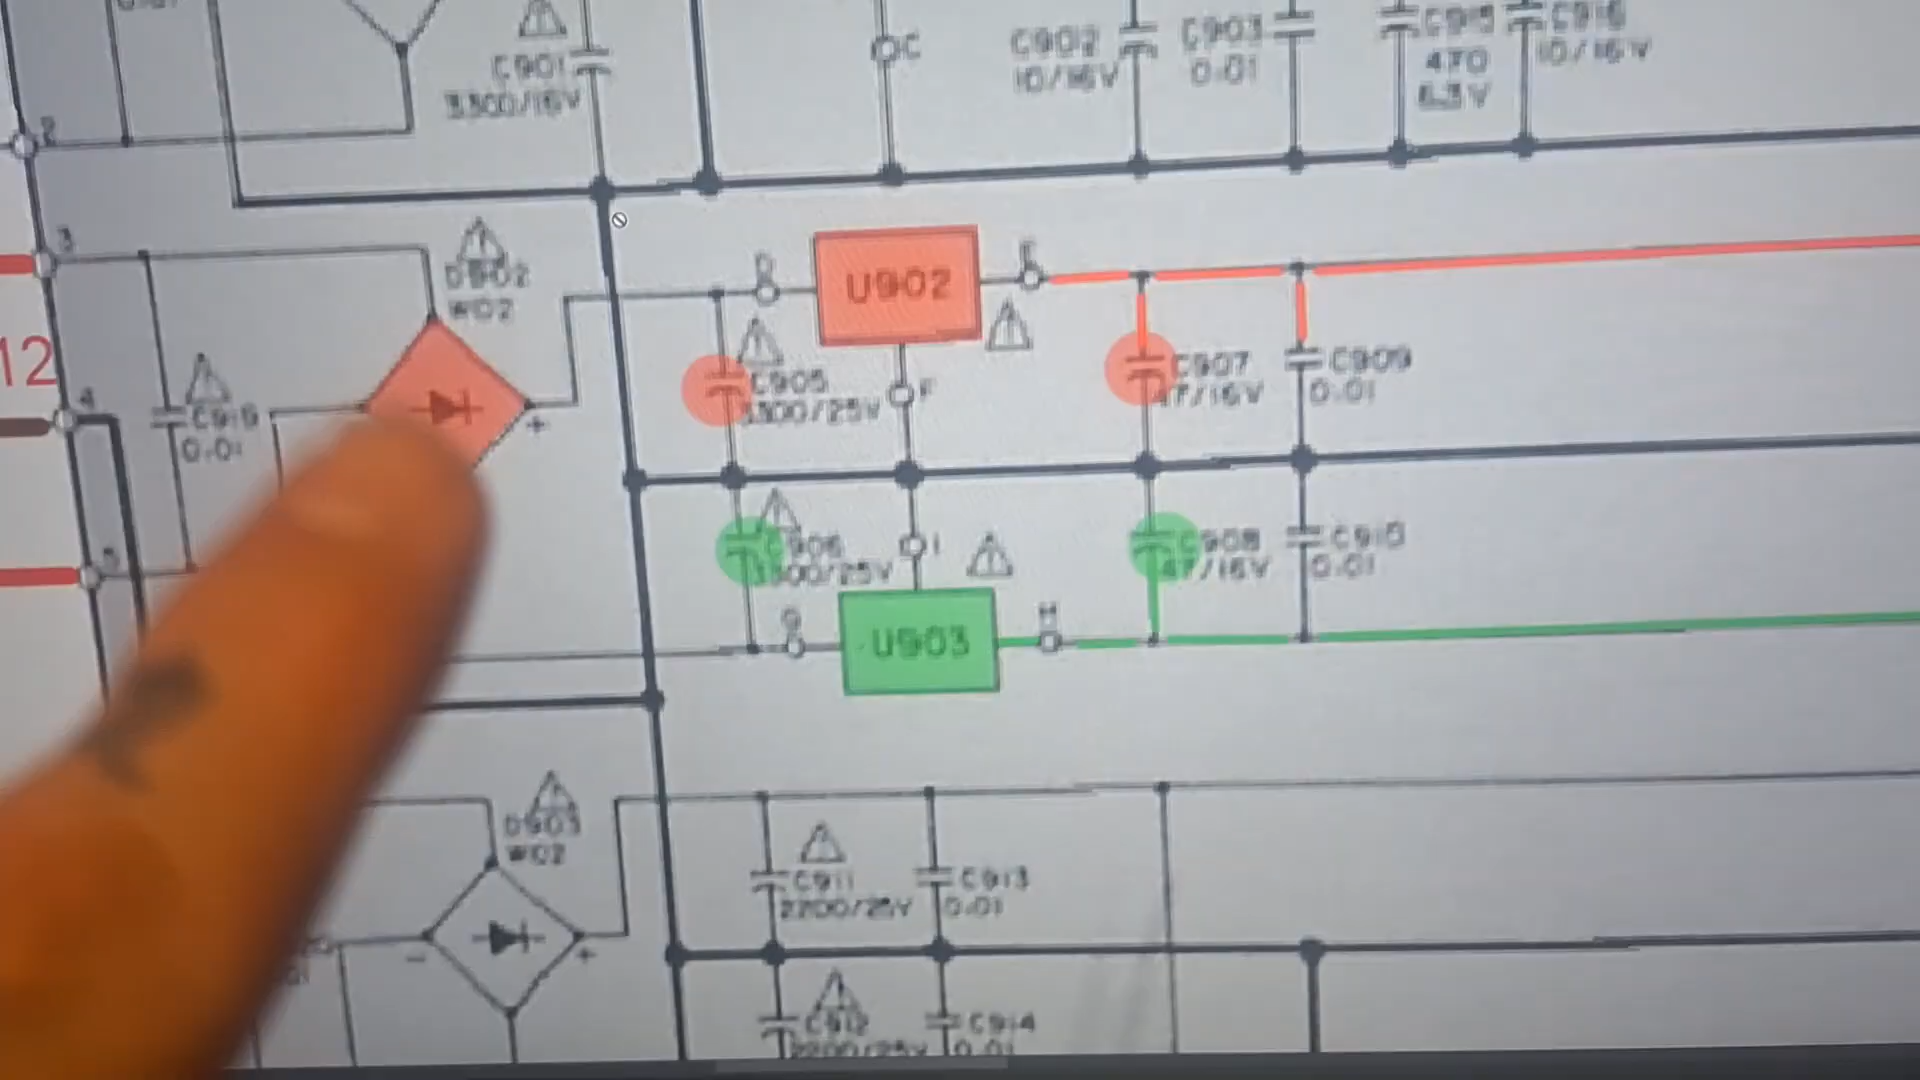 C901
3300/16V
C
C902
10/16V
C903
0.01
C915
470
6.3V
C916
10/16V
2
3
D902
W02
12
4
C919
0.01
+
D
U902
E
C905
3300/25V
F
C907
47/16V
C909
0.01
5
C906
3300/25V
I
C908
47/16V
C910
0.01
G
U903
H
D903
W02
-
+
C911
2200/25V
C913
0.01
C912
2200/25V
C914
0.01